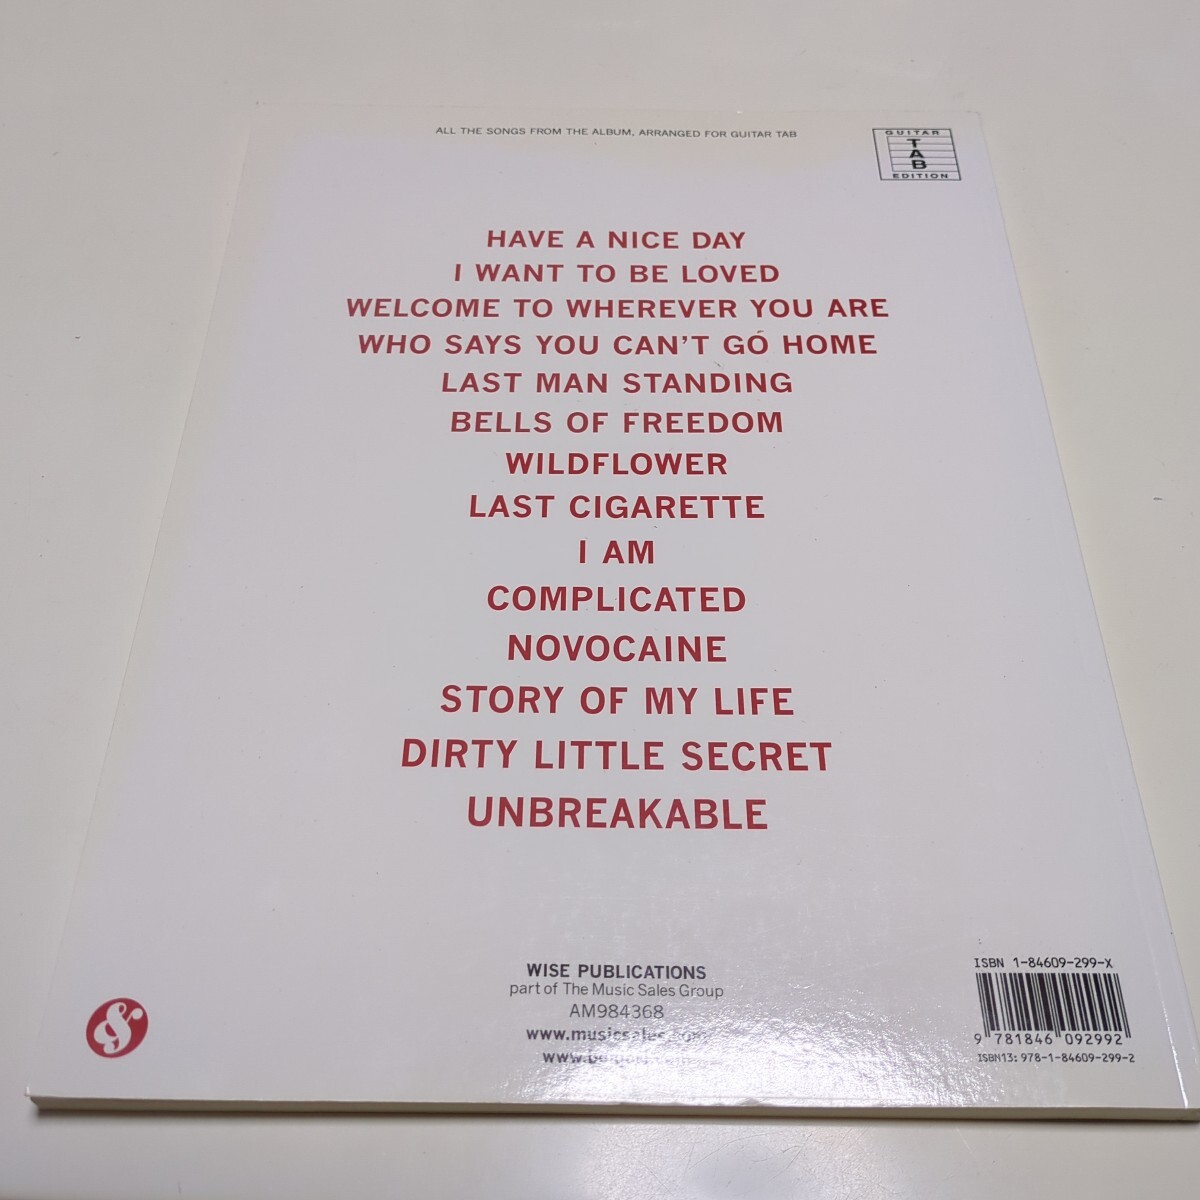 ALL THE SONGS FROM THE ALBUM, ARRANGED FOR GUITAR TAB
GUITAR
TAB
EDITION
HAVE A NICE DAY
I WANT TO BE LOVED
WELCOME TO WHEREVER YOU ARE
WHO SAYS YOU CAN'T GO HOME
LAST MAN STANDING
BELLS OF FREEDOM
WILDFLOWER
LAST CIGARETTE
I AM
COMPLICATED
NOVOCAINE
STORY OF MY LIFE
DIRTY LITTLE SECRET
UNBREAKABLE
WISE PUBLICATIONS
part of The Music Sales Group
AM984368
www.musicsales.com
&
ISBN 1-84609-299-X
9 781846 092992
ISBN13: 978-1-84609-299-2